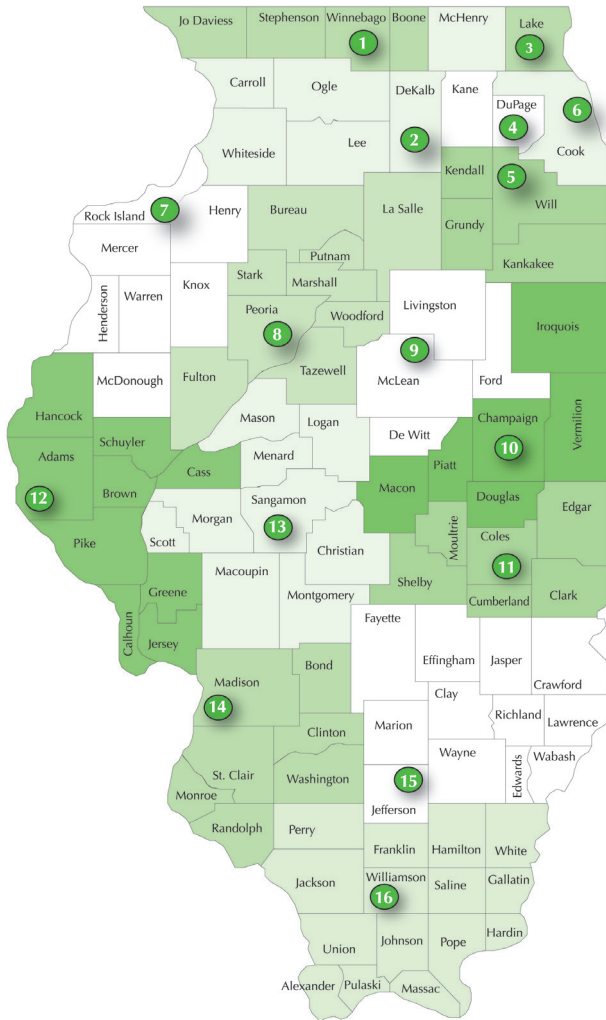 Jo Daviess
Stephenson
Winnebago
Boone
McHenry
Lake
1
3
Carroll
Ogle
DeKalb
Kane
DuPage
6
2
4
Whiteside
Lee
Cook
Kendall
5
Will
7
Rock Island
Henry
Bureau
La Salle
Grundy
Mercer
Putnam
Kankakee
Stark
Marshall
Henderson
Warren
Knox
Peoria
Woodford
Livingston
Iroquois
8
9
Tazewell
McDonough
Fulton
McLean
Ford
Hancock
Mason
Logan
Champaign
Vermilion
De Witt
Schuyler
Adams
Menard
10
Cass
Piatt
Macon
12
Brown
Sangamon
Douglas
Morgan
13
Edgar
Pike
Scott
Christian
Moultrie
Coles
11
Macoupin
Shelby
Greene
Montgomery
Cumberland
Clark
Calhoun
Fayette
Jersey
Effingham
Jasper
Bond
Madison
Crawford
14
Clay
Richland
Lawrence
Clinton
Marion
Wayne
Wabash
St. Clair
Washington
15
Edwards
Monroe
Jefferson
Randolph
Perry
Franklin
Hamilton
White
Jackson
Williamson
Saline
Gallatin
16
Union
Johnson
Pope
Hardin
Alexander
Pulaski
Massac